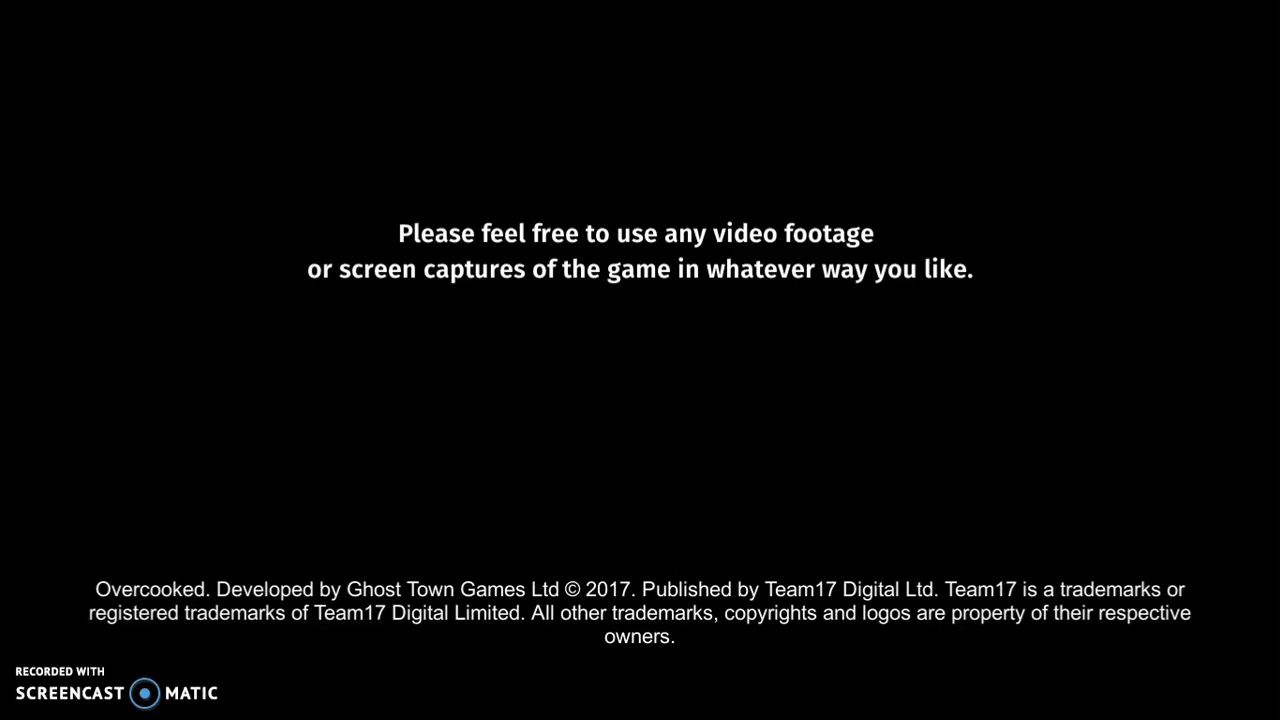 Please feel free to use any video footage
or screen captures of the game in whatever way you like.
Overcooked. Developed by Ghost Town Games Ltd © 2017. Published by Team17 Digital Ltd. Team17 is a trademarks or
registered trademarks of Team17 Digital Limited. All other trademarks, copyrights and logos are property of their respective
owners.
RECORDED WITH
SCREENCAST MATIC